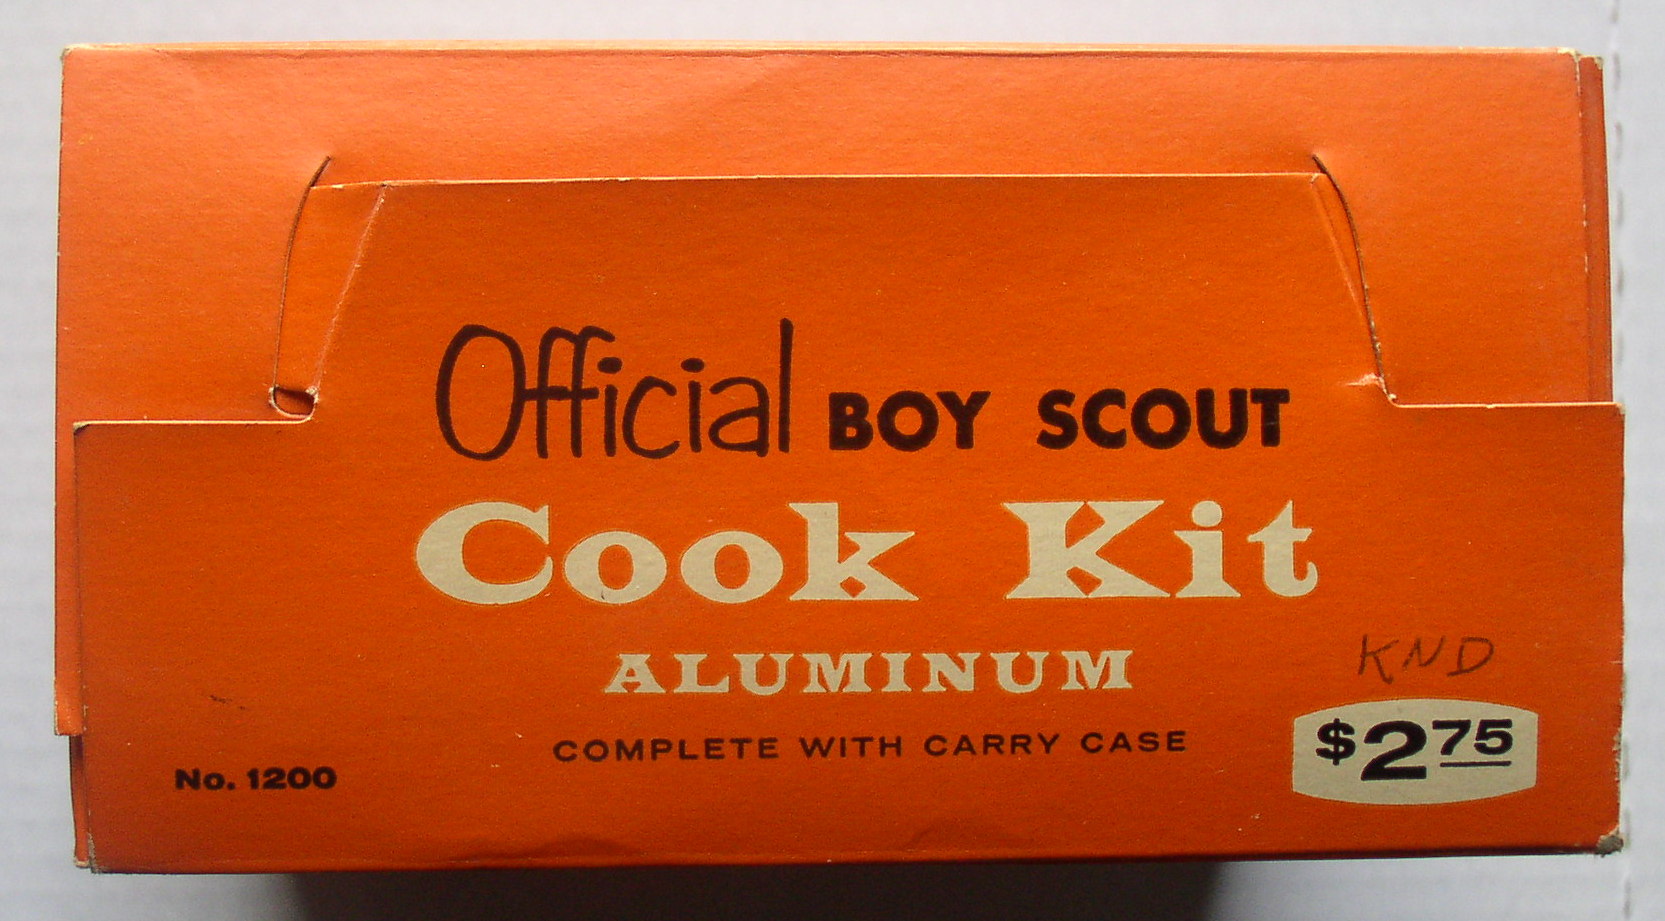 Official BOY SCOUT
Cook Kit
ALUMINUM
KND
COMPLETE WITH CARRY CASE
$2 75
No. 1200